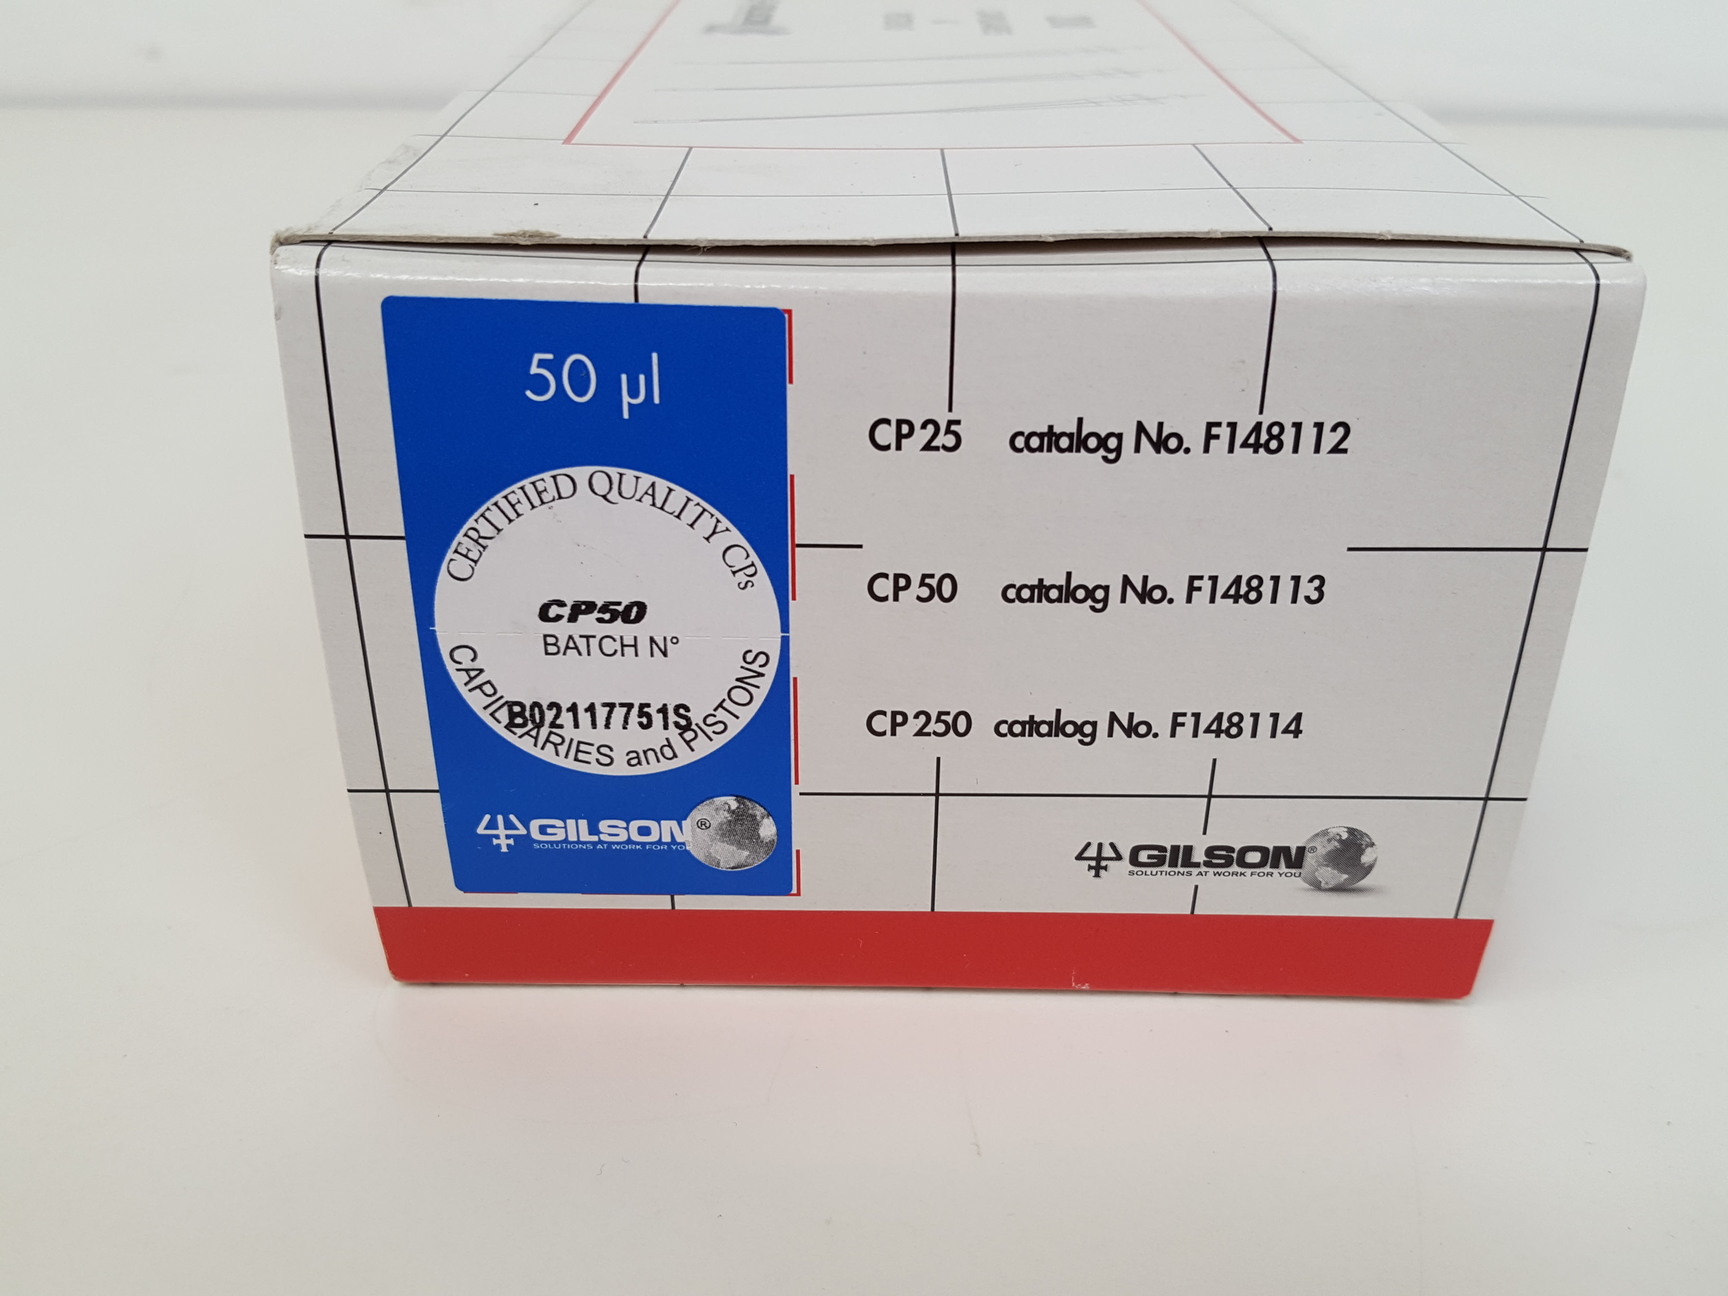 50 µl
CERTIFIED QUALITY CPs
CP50
BATCH N°
B02117751S
CAPILLARIES and PISTONS
GILSON®
SOLUTIONS AT WORK FOR YOU
CP25 catalog No. F148112
CP50 catalog No. F148113
CP250 catalog No. F148114
GILSON®
SOLUTIONS AT WORK FOR YOU